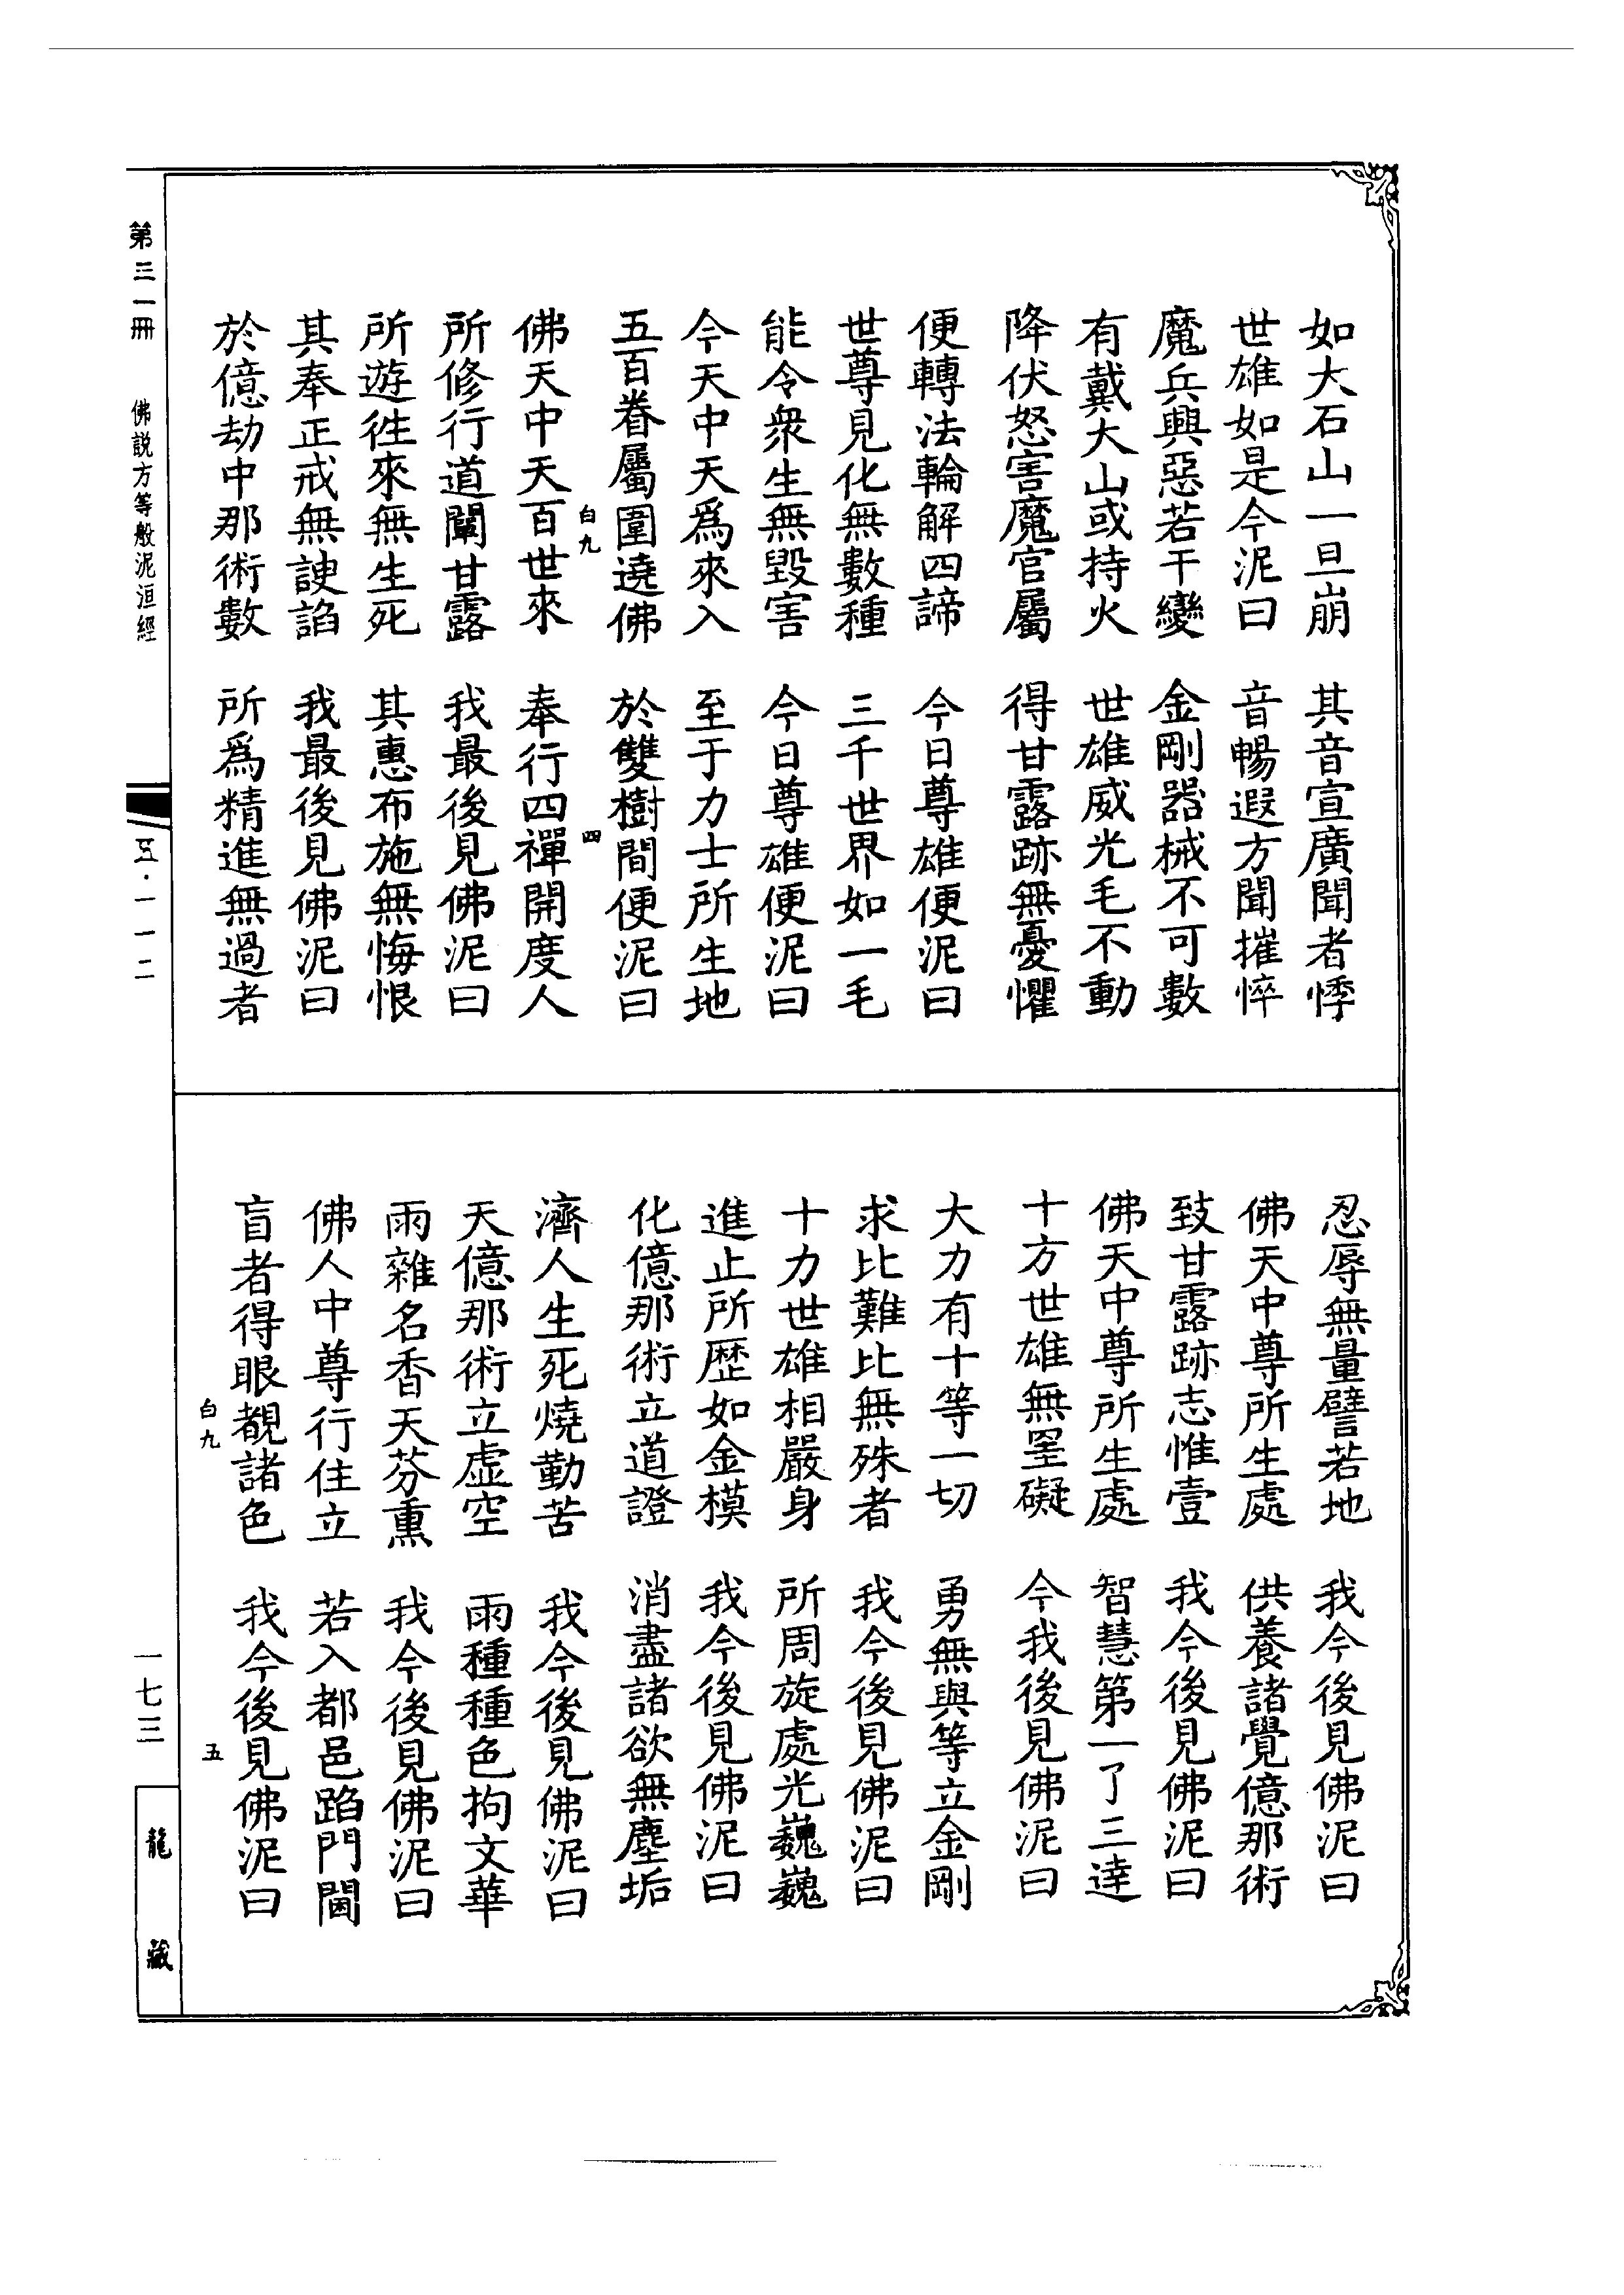 如大石山一旦崩　其音宣廣聞者悸
世雄如是今泥曰　音暢遐方聞摧悴
魔兵興惡若干變　金剛器械不可數
有戴大山或持火　世雄威光毛不動
降伏怒害魔官屬　得甘露跡無憂懼
便轉法輪解四諦　今日尊雄便泥曰
世尊見化無數種　三千世界如一毛
能令衆生無毀害　今日尊雄便泥曰
今天中天爲來入　至于力士所生地
五百眷屬圍遶佛　於雙樹間便泥曰
白九　四
佛天中天百世來　奉行四禪開度人
所修行道闡甘露　我最後見佛泥曰
所遊徃來無生死　其惠布施無悔恨
其奉正戒無諛諂　我最後見佛泥曰
於億劫中那術數　所爲精進無過者
忍辱無量譬若地　我今後見佛泥曰
佛天中尊所生處　供養諸覺億那術
致甘露跡志惟壹　我今後見佛泥曰
佛天中尊所生處　智慧第一了三達
十方世雄無罣礙　今我後見佛泥曰
大力有十等一切　勇無與等立金剛
求比難比無殊者　我今後見佛泥曰
十力世雄相嚴身　所周旋處光巍巍
進止所歷如金模　我今後見佛泥曰
化億那術立道證　消盡諸欲無塵垢
濟人生死燒勤苦　我今後見佛泥曰
天億那術立虛空　雨種種色拘文華
雨雜名香天芬熏　我今後見佛泥曰
佛人中尊行住立　若入都邑蹈門閫
盲者得眼覩諸色　我今後見佛泥曰
白九　五
第三一冊　佛說方等般泥洹經　五·一一二
一七三　龍藏